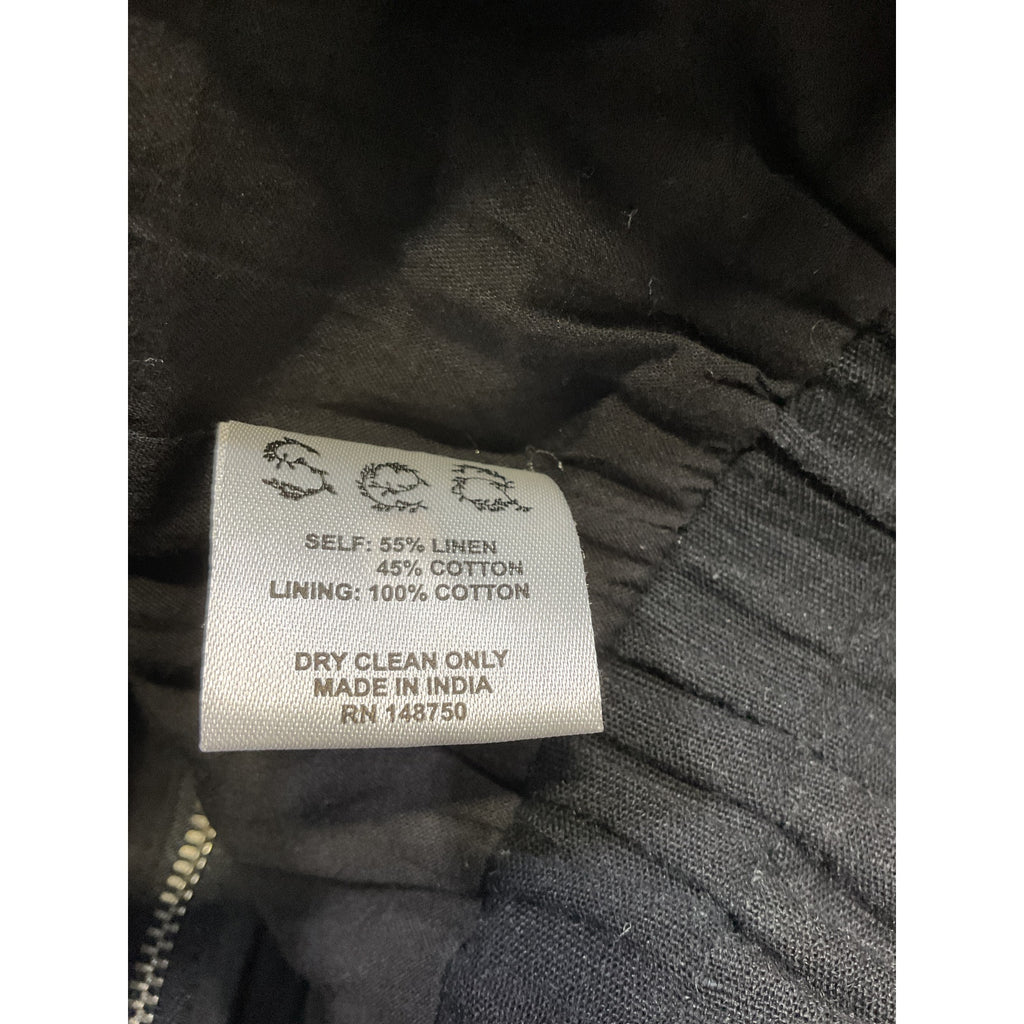 SELF: 55% LINEN
45% COTTON
LINING: 100% COTTON
DRY CLEAN ONLY
MADE IN INDIA
RN 148750